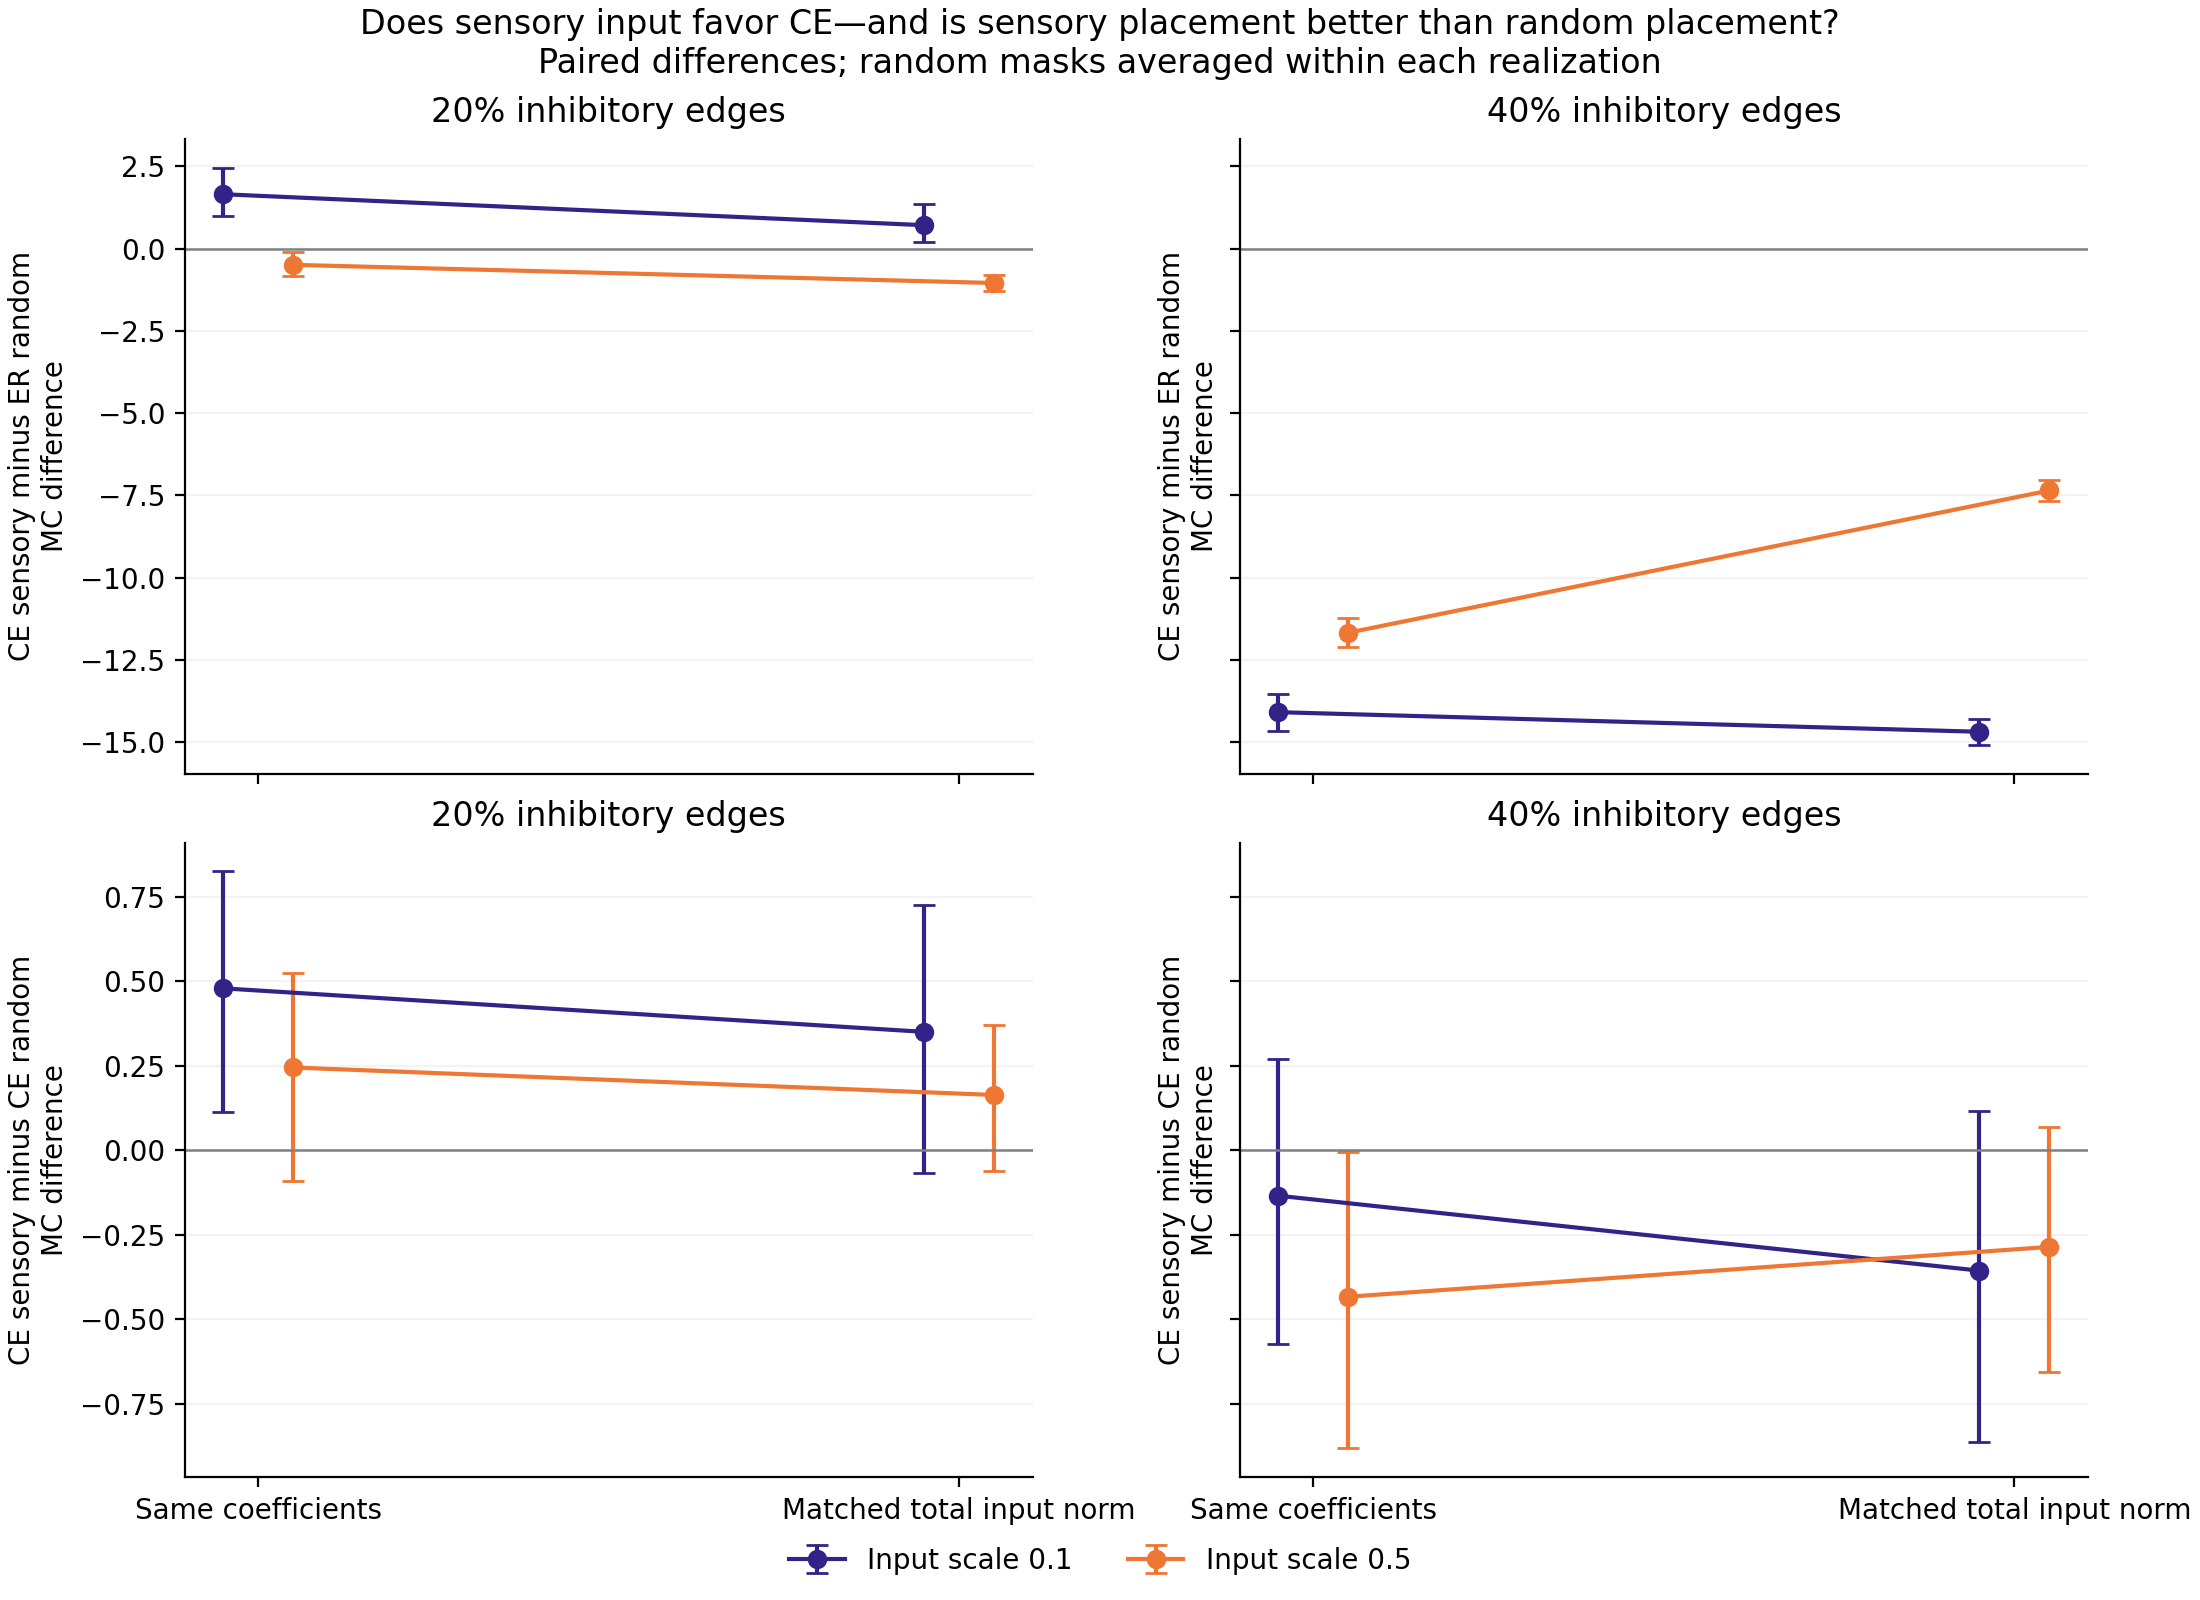 Does sensory input favor CE—and is sensory placement better than random placement?
Paired differences; random masks averaged within each realization
20% inhibitory edges
40% inhibitory edges
CE sensory minus ER random
MC difference
2.5
0.0
−2.5
−5.0
−7.5
−10.0
−12.5
−15.0
CE sensory minus ER random
MC difference
20% inhibitory edges
40% inhibitory edges
CE sensory minus CE random
MC difference
0.75
0.50
0.25
0.00
−0.25
−0.50
−0.75
CE sensory minus CE random
MC difference
Same coefficients
Matched total input norm
Same coefficients
Matched total input norm
Input scale 0.1
Input scale 0.5